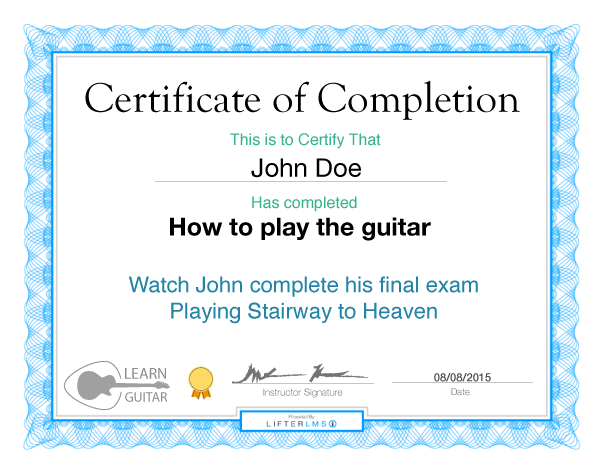 Certificate of Completion
This is to Certify That
John Doe
Has completed
How to play the guitar
Watch John complete his final exam
Playing Stairway to Heaven
LEARN
GUITAR
Instructor Signature
08/08/2015
Date
Powered By
LIFTERLMS